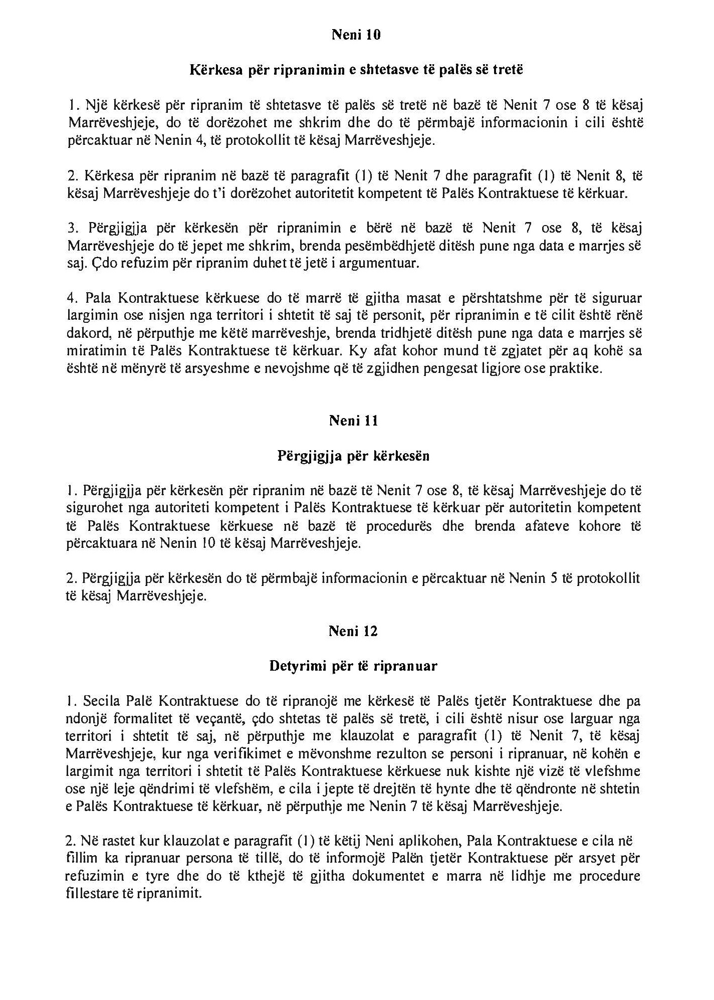 Neni 10
Kërkesa për ripranimin e shtetasve të palës së tretë
1. Një kërkesë për ripranim të shtetasve të palës së tretë në bazë të Nenit 7 ose 8 të kësaj
Marrëveshjeje, do të dorëzohet me shkrim dhe do të përmbajë informacionin i cili është
përcaktuar në Nenin 4, të protokollit të kësaj Marrëveshjeje.
2. Kërkesa për ripranim në bazë të paragrafit (1) të Nenit 7 dhe paragrafit (1) të Nenit 8, të
kësaj Marrëveshjeje do t'i dorëzohet autoritetit kompetent të Palës Kontraktuese të kërkuar.
3. Përgjigjja për kërkesën për ripranimin e bërë në bazë të Nenit 7 ose 8, të kësaj
Marrëveshjeje do të jepet me shkrim, brenda pesëmbëdhjetë ditësh pune nga data e marrjes së
saj. Çdo refuzim për ripranim duhet të jetë i argumentuar.
4. Pala Kontraktuese kërkuese do të marrë të gjitha masat e përshtatshme për të siguruar
largimin ose nisjen nga territori i shtetit të saj të personit, për ripranimin e të cilit është rënë
dakord, në përputhje me këtë marrëveshje, brenda tridhjetë ditësh pune nga data e marrjes së
miratimin të Palës Kontraktuese të kërkuar. Ky afat kohor mund të zgjatet për aq kohë sa
është në mënyrë të arsyeshme e nevojshme që të zgjidhen pengesat ligjore ose praktike.
Neni 11
Përgjigjja për kërkesën
1. Përgjigjja për kërkesën për ripranim në bazë të Nenit 7 ose 8, të kësaj Marrëveshjeje do të
sigurohet nga autoriteti kompetent i Palës Kontraktuese të kërkuar për autoritetin kompetent
të Palës Kontraktuese kërkuese në bazë të procedurës dhe brenda afateve kohore të
përcaktuara në Nenin 10 të kësaj Marrëveshjeje.
2. Përgjigjja për kërkesën do të përmbajë informacionin e përcaktuar në Nenin 5 të protokollit
të kësaj Marrëveshjeje.
Neni 12
Detyrimi për të ripranuar
1. Secila Palë Kontraktuese do të ripranojë me kërkesë të Palës tjetër Kontraktuese dhe pa
ndonjë formalitet të veçantë, çdo shtetas të palës së tretë, i cili është nisur ose larguar nga
territori i shtetit të saj, në përputhje me klauzolat e paragrafit (1) të Nenit 7, të kësaj
Marrëveshjeje, kur nga verifikimet e mëvonshme rezulton se personi i ripranuar, në kohën e
largimit nga territori i shtetit të Palës Kontraktuese kërkuese nuk kishte një vizë të vlefshme
ose një leje qëndrimi të vlefshëm, e cila i jepte të drejtën të hynte dhe të qëndronte në shtetin
e Palës Kontraktuese të kërkuar, në përputhje me Nenin 7 të kësaj Marrëveshjeje.
2. Në rastet kur klauzolat e paragrafit (1) të këtij Neni aplikohen, Pala Kontraktuese e cila në
fillim ka ripranuar persona të tillë, do të informojë Palën tjetër Kontraktuese për arsyet për
refuzimin e tyre dhe do të kthejë të gjitha dokumentet e marra në lidhje me procedure
fillestare të ripranimit.